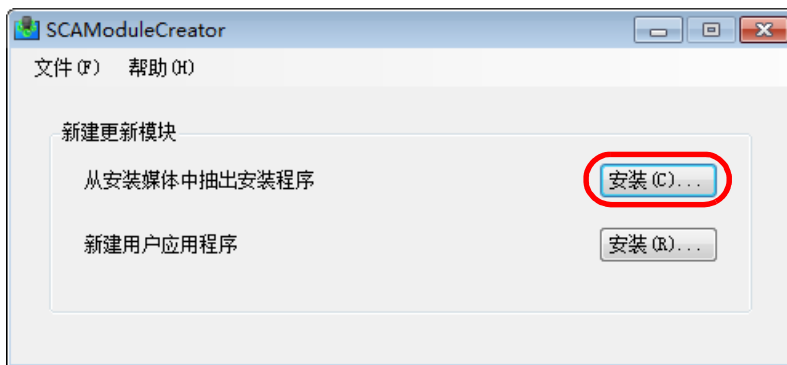 SCAModuleCreator
文件(F) 帮助(H)
新建更新模块
从安装媒体中抽出安装程序 安装(C)...
新建用户应用程序 安装(R)...